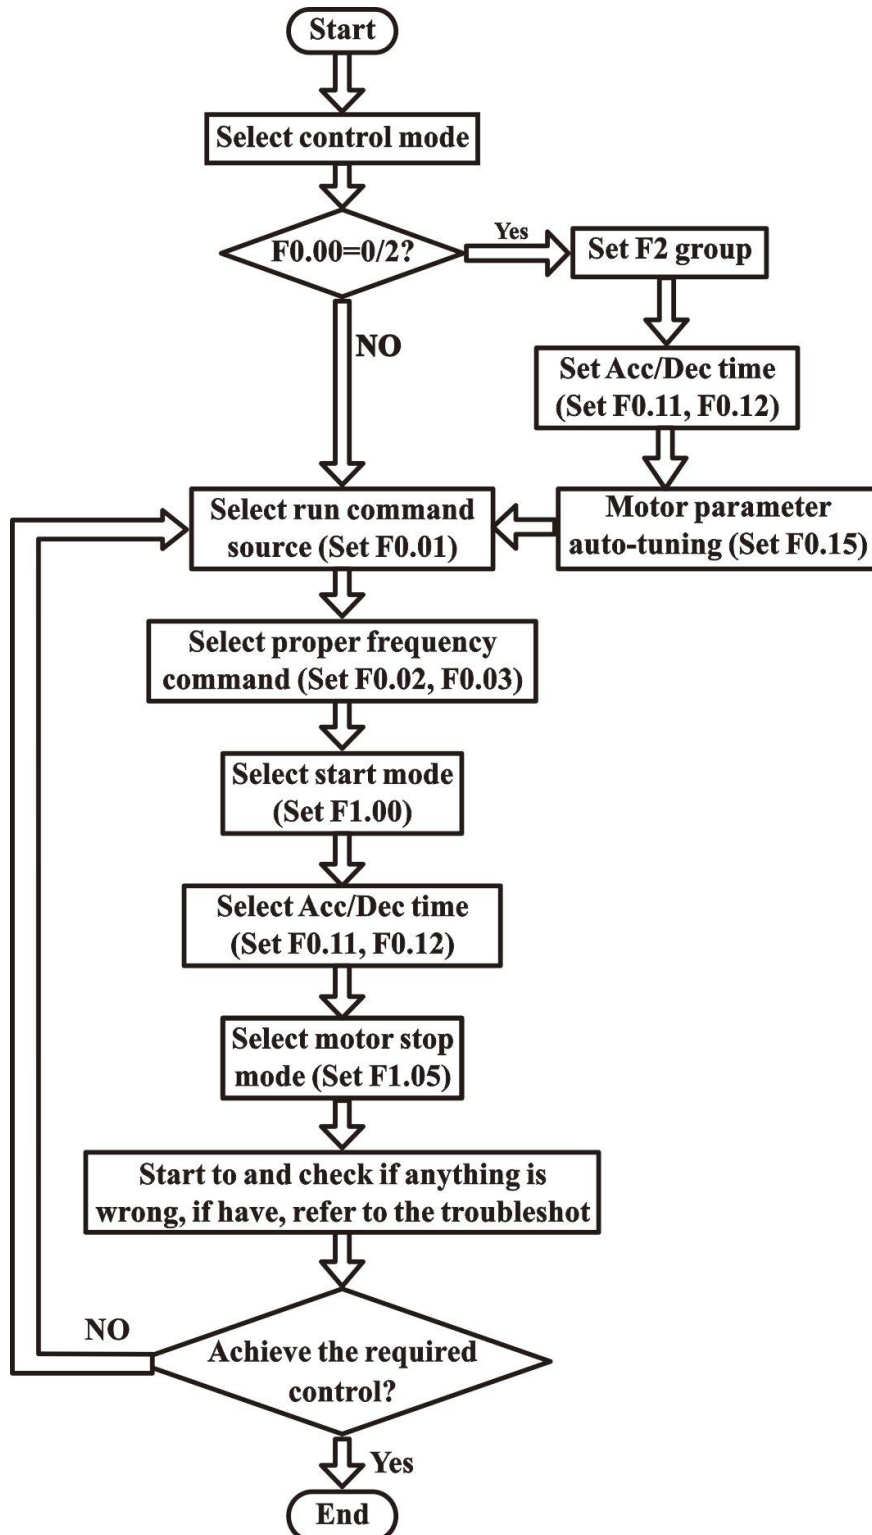 Start
Select control mode
F0.00=0/2?
Yes
Set F2 group
NO
Set Acc/Dec time
(Set F0.11, F0.12)
Motor parameter
auto-tuning (Set F0.15)
Select run command
source (Set F0.01)
Select proper frequency
command (Set F0.02, F0.03)
Select start mode
(Set F1.00)
Select Acc/Dec time
(Set F0.11, F0.12)
Select motor stop
mode (Set F1.05)
Start to and check if anything is
wrong, if have, refer to the troubleshot
NO
Achieve the required
control?
Yes
End